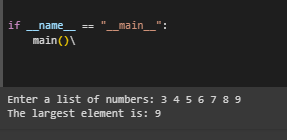 if __name__ == "__main__":
    main()\
Enter a list of numbers: 3 4 5 6 7 8 9
The largest element is: 9